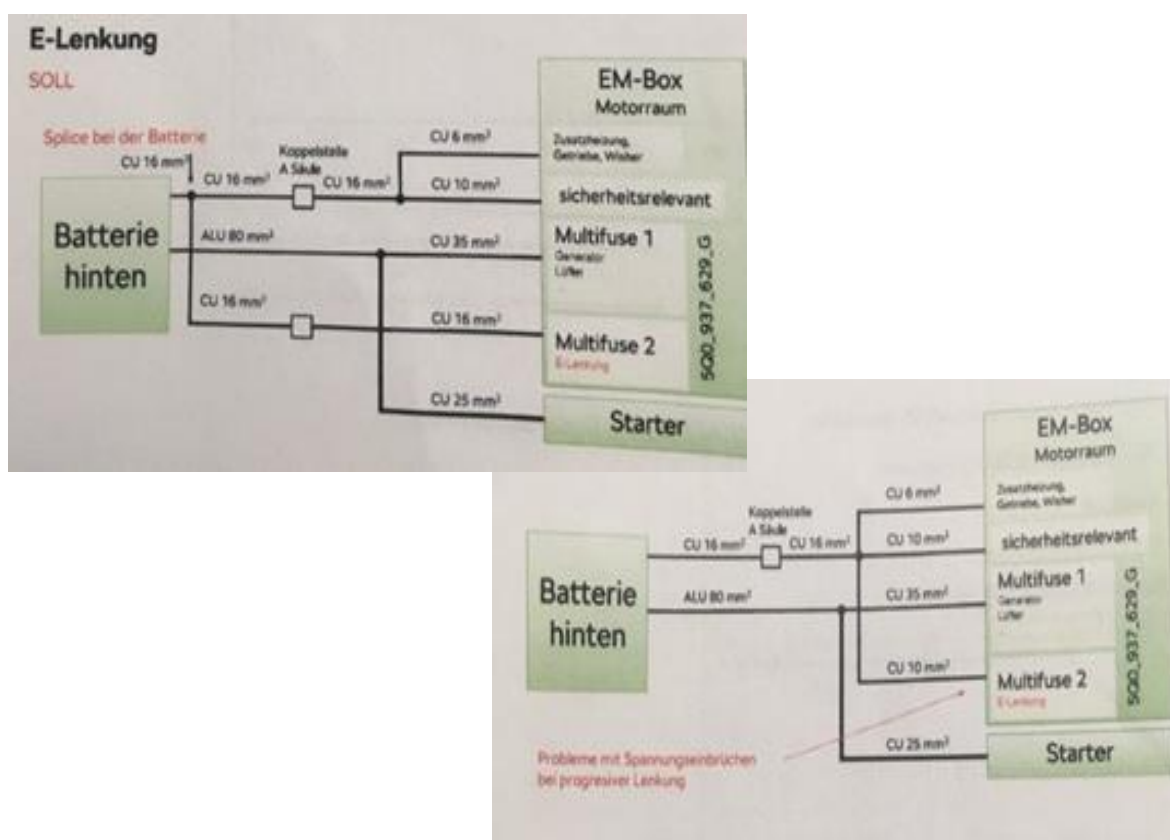 E-Lenkung
SOLL
Splice bei der Batterie
CU 16 mm²
CU 16 mm²
Koppelstelle
A Säule
CU 16 mm²
CU 6 mm²
CU 10 mm²
Batterie
hinten
ALU 80 mm²
CU 35 mm²
CU 16 mm²
CU 16 mm²
CU 25 mm²
EM-Box
Motorraum
Zusatzheizung,
Getriebe, Wisher
sicherheitsrelevant
Multifuse 1
Generator
Lüfter
Multifuse 2
E-Lenkung
5Q0_937_629_G
Starter
EM-Box
Motorraum
Zusatzheizung,
Getriebe, Wisher
sicherheitsrelevant
Multifuse 1
Generator
Lüfter
Multifuse 2
E-Lenkung
5Q0_937_629_G
Starter
CU 6 mm²
Koppelstelle
A Säule
CU 16 mm²
CU 16 mm²
CU 10 mm²
Batterie
hinten
ALU 80 mm²
CU 35 mm²
CU 10 mm²
CU 25 mm²
Probleme mit Spannungseinbrüchen
bei progresiver Lenkung